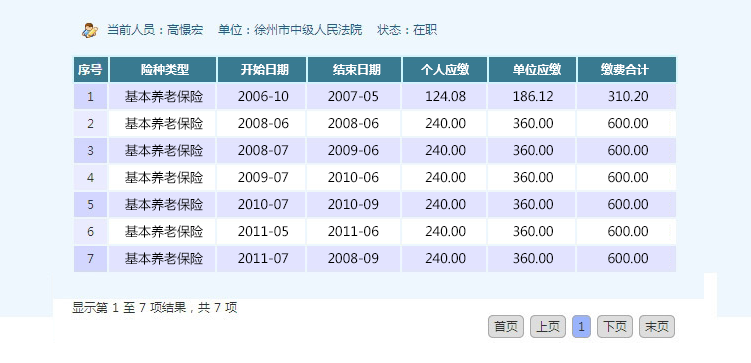 当前人员：高憬宏 单位：徐州市中级人民法院 状态：在职
序号 险种类型 开始日期 结束日期 个人应缴 单位应缴 缴费合计
1 基本养老保险 2006-10 2007-05 124.08 186.12 310.20
2 基本养老保险 2008-06 2008-06 240.00 360.00 600.00
3 基本养老保险 2008-07 2009-06 240.00 360.00 600.00
4 基本养老保险 2009-07 2010-06 240.00 360.00 600.00
5 基本养老保险 2010-07 2010-09 240.00 360.00 600.00
6 基本养老保险 2011-05 2011-06 240.00 360.00 600.00
7 基本养老保险 2011-07 2008-09 240.00 360.00 600.00
显示第 1 至 7 项结果，共 7 项
首页 上页 1 下页 末页